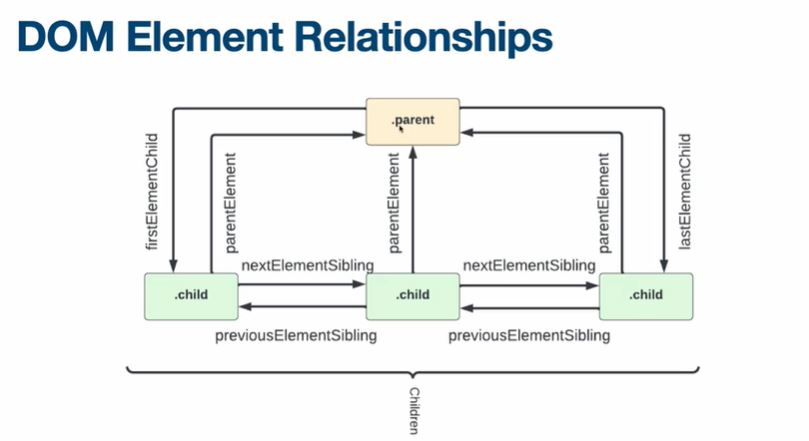 DOM Element Relationships
.parent
firstElementChild
parentElement
parentElement
parentElement
lastElementChild
nextElementSibling
nextElementSibling
.child
.child
.child
previousElementSibling
previousElementSibling
Children